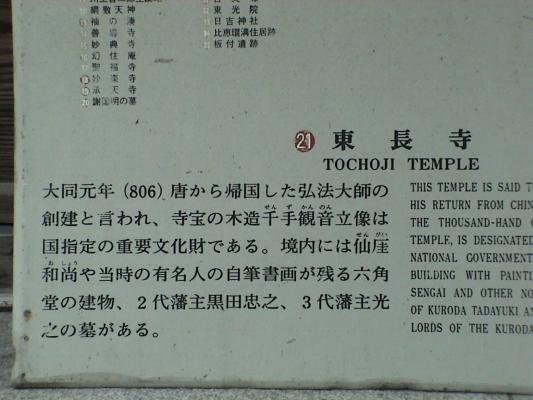 網敷天神
袖の湊
善導寺
妙典寺
幻住庵
聖福寺
妙楽寺
承天寺
謝国明の墓
東光院
日吉神社
比恵環溝住居跡
板付遺跡
21 東長寺
TOCHOJI TEMPLE
大同元年(806)唐から帰国した弘法大師の
創建と言われ、寺宝の木造千手観音立像は
国指定の重要文化財である。境内には仙厓
和尚や当時の有名人の自筆書画が残る六角
堂の建物、2代藩主黒田忠之、3代藩主光
之の墓がある。
THIS TEMPLE IS SAID
HIS RETURN FROM CHIN
THE THOUSAND-HAND
TEMPLE, IS DESIGNATED
NATIONAL GOVERNMENT
BUILDING WITH PAINTI
SENGAI AND OTHER NO
OF KURODA TADAYUKI AN
LORDS OF THE KURODA